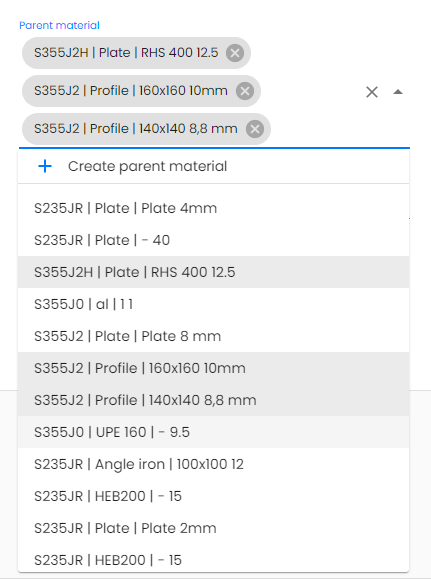 Parent material
S355J2H | Plate | RHS 400 12.5
S355J2 | Profile | 160x160 10mm
S355J2 | Profile | 140x140 8,8 mm
Create parent material
S235JR | Plate | Plate 4mm
S235JR | Plate | - 40
S355J2H | Plate | RHS 400 12.5
S355J0 | al | 1 1
S355J2 | Plate | Plate 8 mm
S355J2 | Profile | 160x160 10mm
S355J2 | Profile | 140x140 8,8 mm
S355J0 | UPE 160 | - 9.5
S235JR | Angle iron | 100x100 12
S235JR | HEB200 | - 15
S235JR | Plate | Plate 2mm
S235JR | HEB200 | - 15